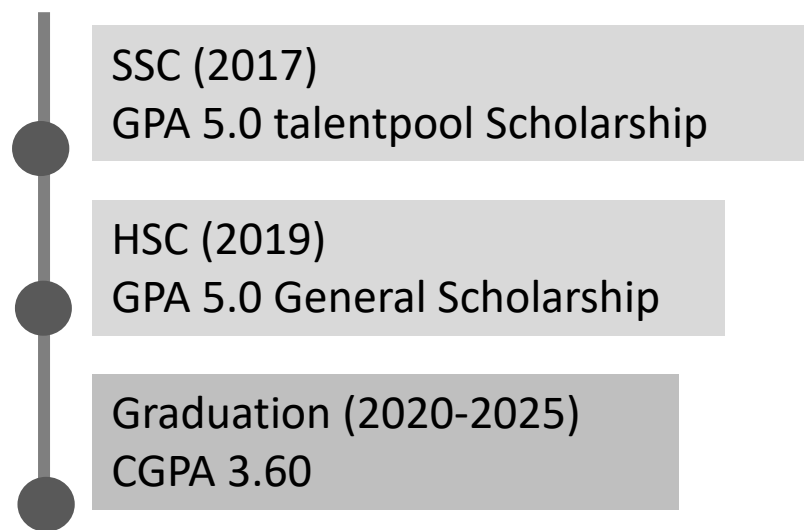 SSC (2017)
GPA 5.0 talentpool Scholarship
HSC (2019)
GPA 5.0 General Scholarship
Graduation (2020-2025)
CGPA 3.60